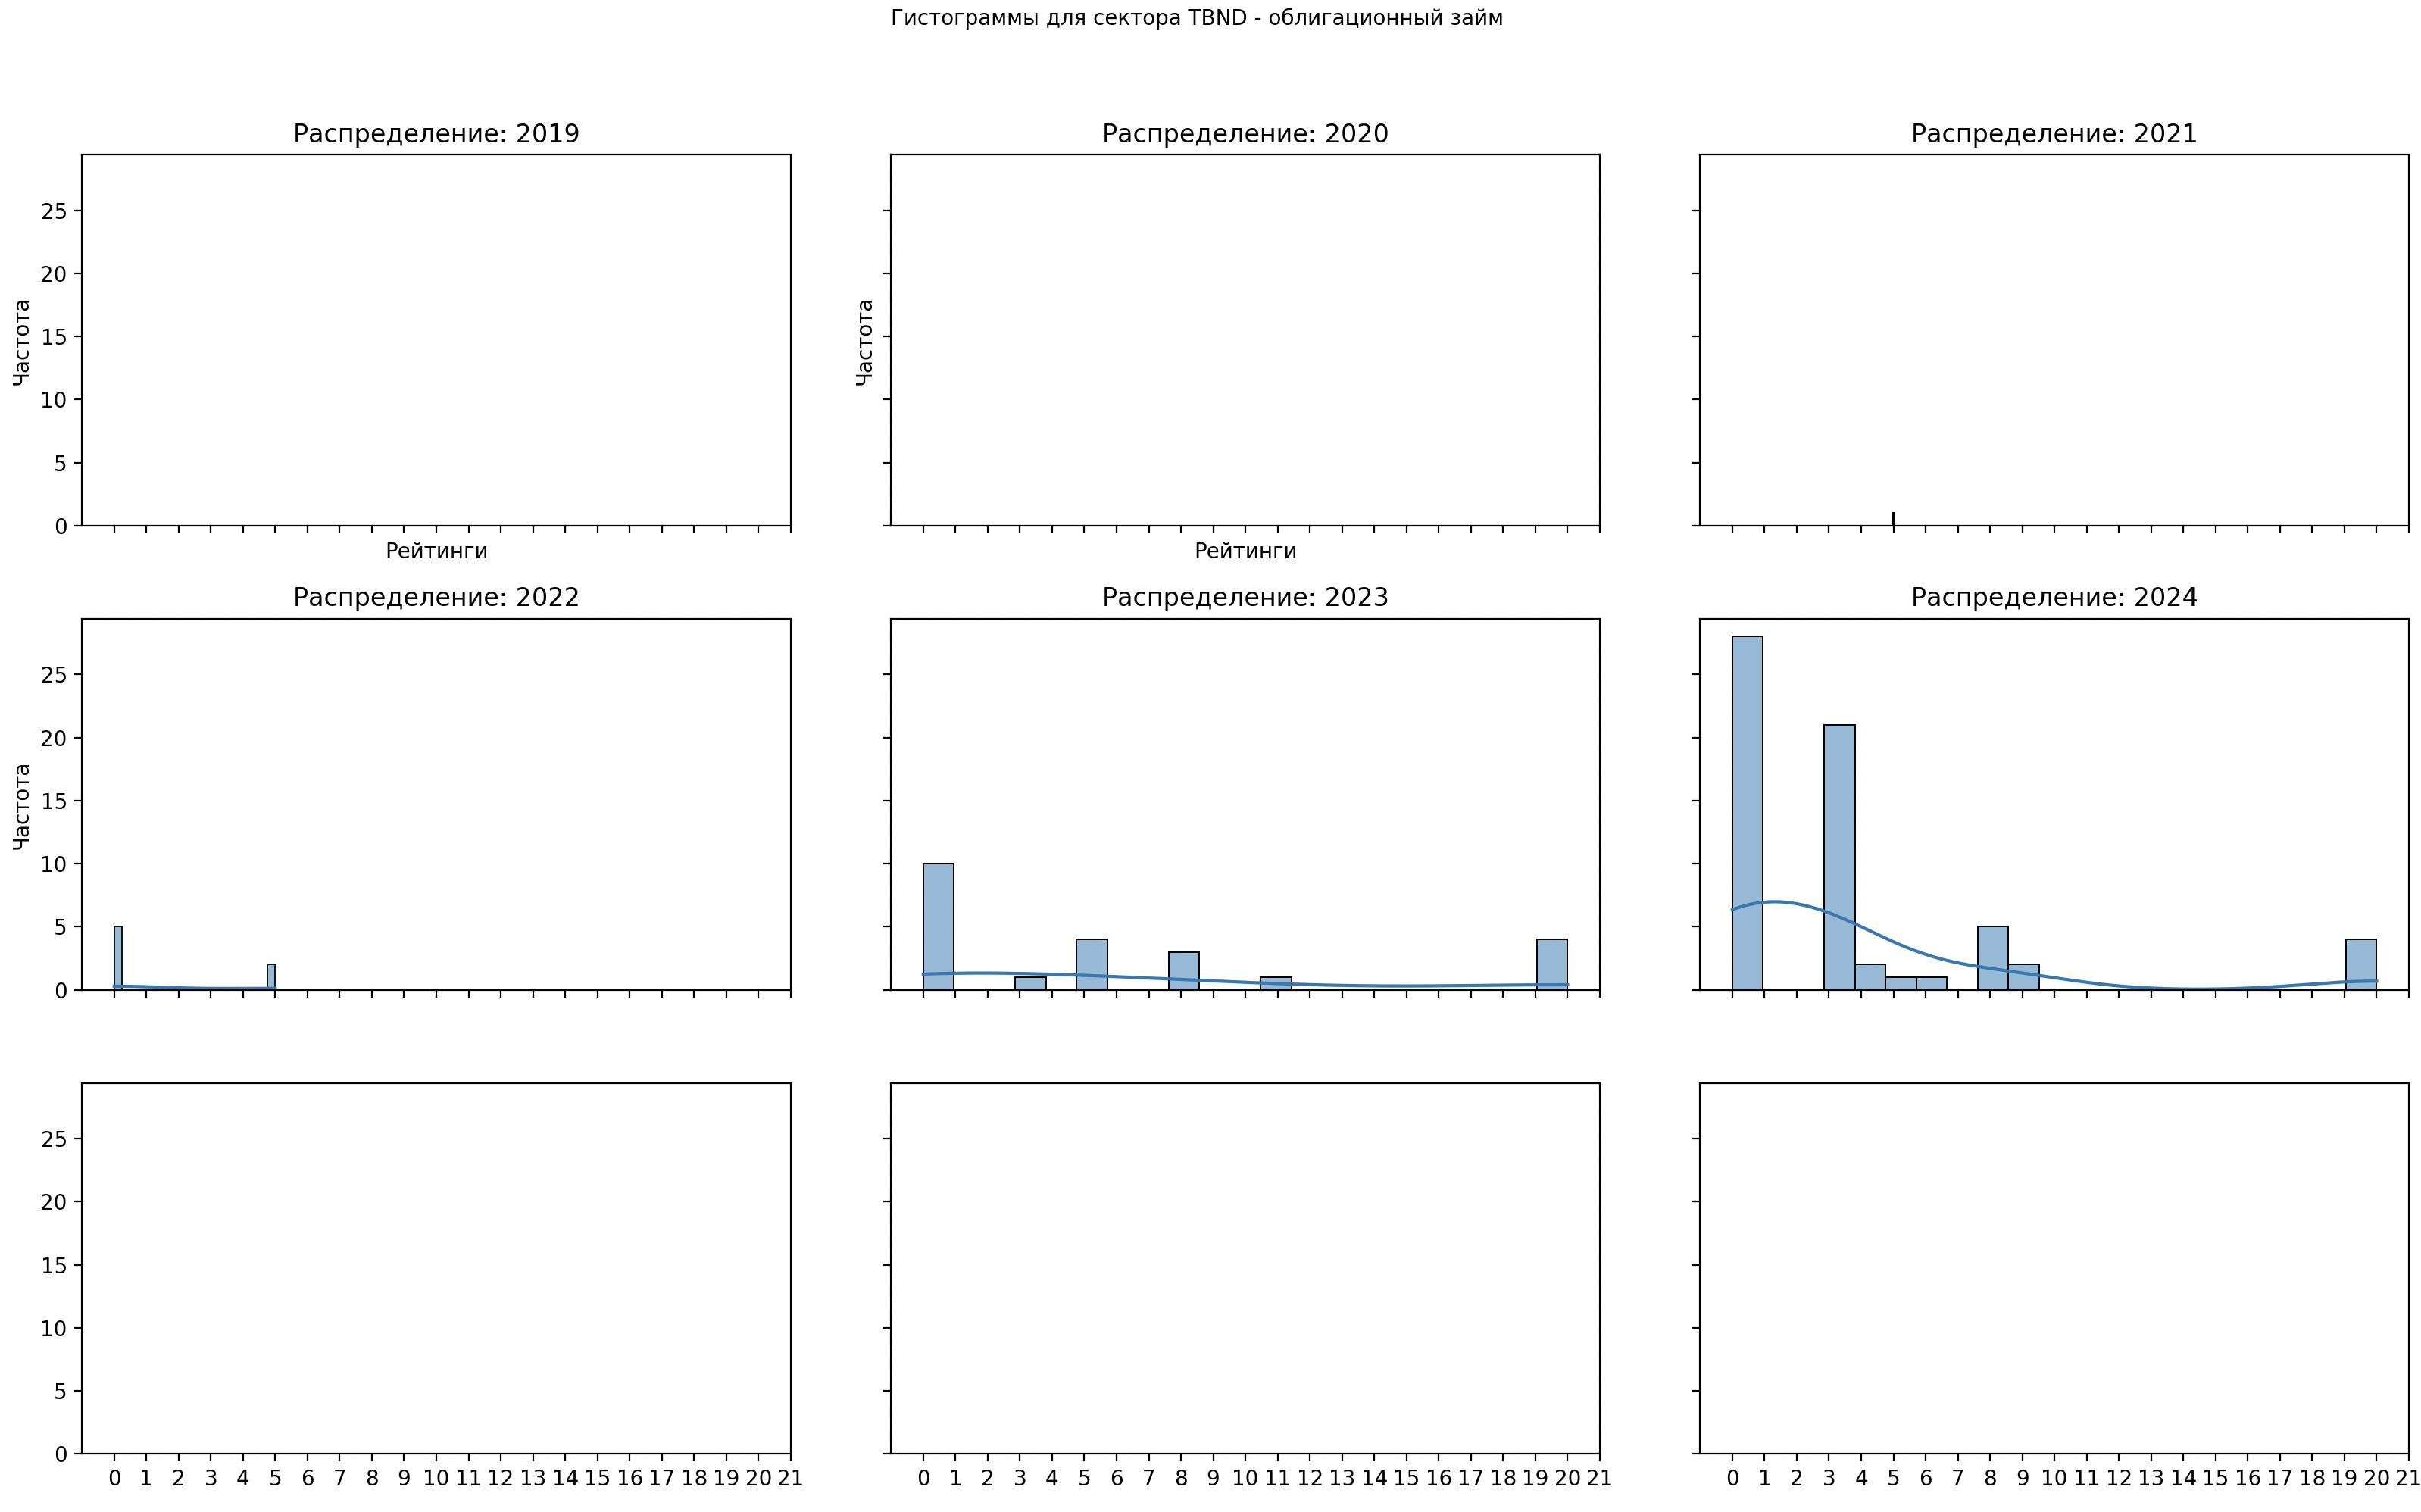 Гистограммы для сектора TBND - облигационный займ
Распределение: 2019
Распределение: 2020
Распределение: 2021
25
20
15
10
5
0
Частота
Частота
Рейтинги
Рейтинги
Распределение: 2022
Распределение: 2023
Распределение: 2024
25
20
15
10
5
0
Частота
25
20
15
10
5
0
0 1 2 3 4 5 6 7 8 9 10 11 12 13 14 15 16 17 18 19 20 21
0 1 2 3 4 5 6 7 8 9 10 11 12 13 14 15 16 17 18 19 20 21
0 1 2 3 4 5 6 7 8 9 10 11 12 13 14 15 16 17 18 19 20 21